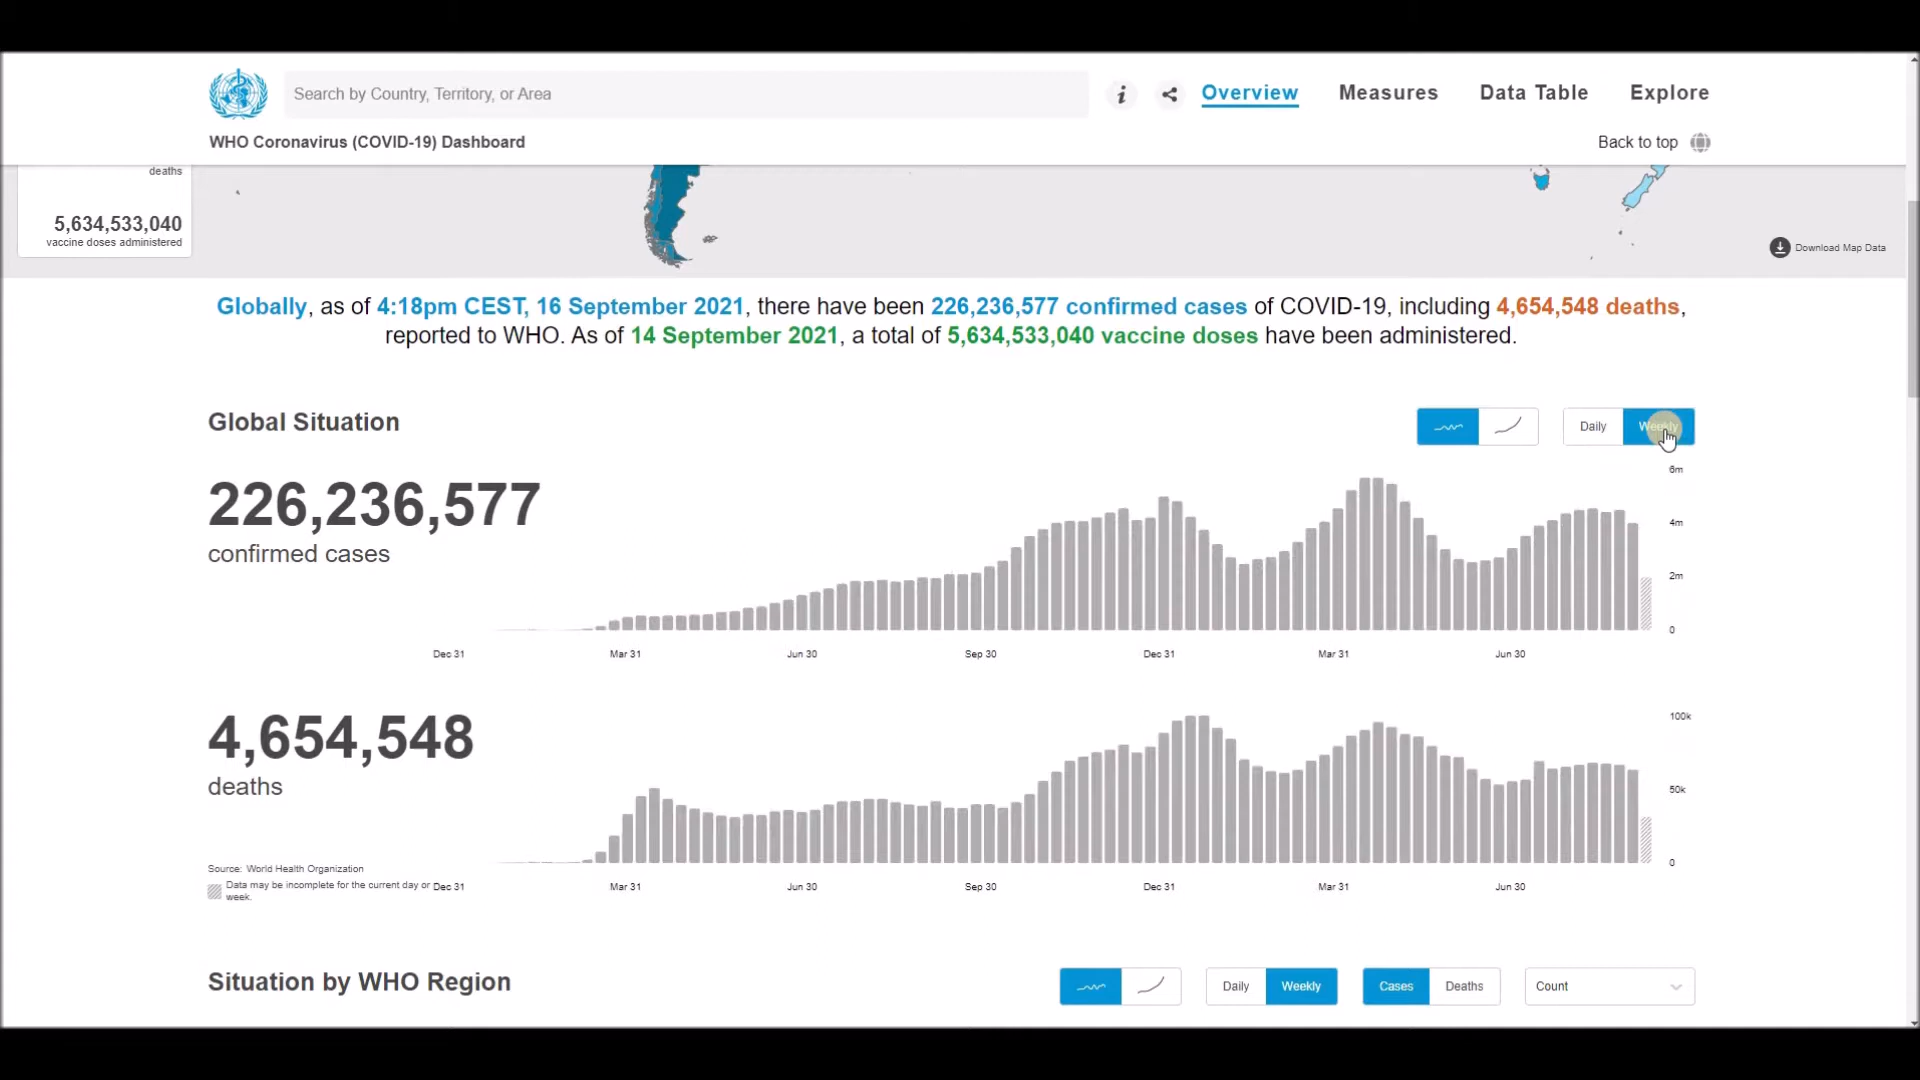 Search by Country, Territory, or Area
i
Overview
Measures
Data Table
Explore
WHO Coronavirus (COVID-19) Dashboard
Back to top
deaths
5,634,533,040
vaccine doses administered
Download Map Data
Globally, as of 4:18pm CEST, 16 September 2021, there have been 226,236,577 confirmed cases of COVID-19, including 4,654,548 deaths,
reported to WHO. As of 14 September 2021, a total of 5,634,533,040 vaccine doses have been administered.
Global Situation
Daily
Weekly
226,236,577
confirmed cases
6m
4m
2m
0
Dec 31
Mar 31
Jun 30
Sep 30
Dec 31
Mar 31
Jun 30
4,654,548
deaths
100k
50k
0
Source: World Health Organization
Data may be incomplete for the current day or
week.
Dec 31
Mar 31
Jun 30
Sep 30
Dec 31
Mar 31
Jun 30
Situation by WHO Region
Daily
Weekly
Cases
Deaths
Count